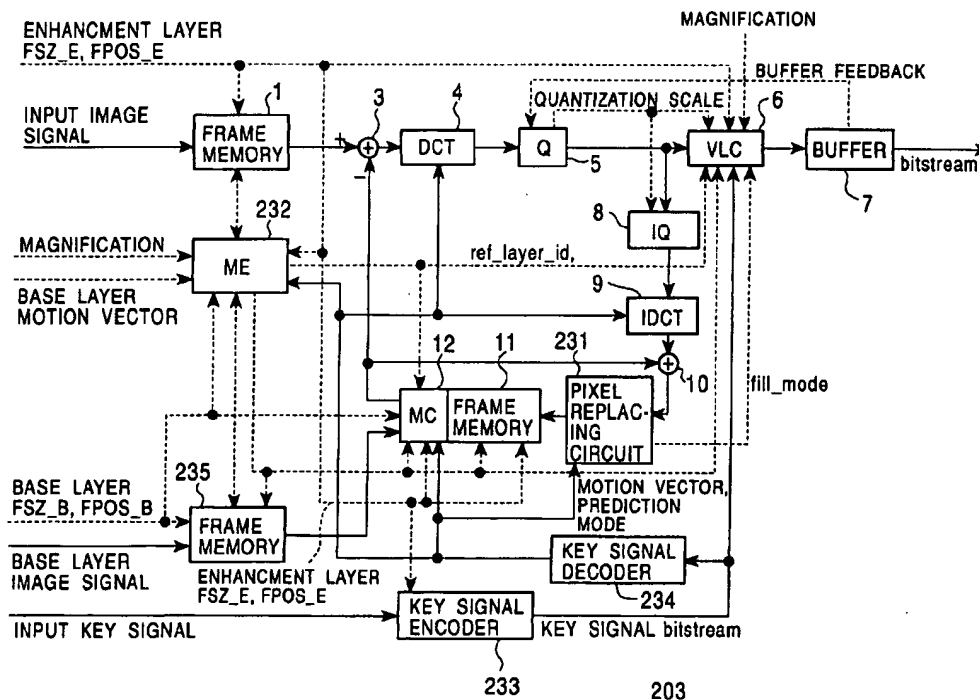 ENHANCMENT LAYER
FSZ_E, FPOS_E
MAGNIFICATION
BUFFER FEEDBACK
1
3
4
QUANTIZATION SCALE
6
INPUT IMAGE
SIGNAL
FRAME
MEMORY
+
−
DCT
Q
5
VLC
BUFFER
7
bitstream
232
8
IQ
MAGNIFICATION
ME
ref_layer_id,
BASE LAYER
MOTION VECTOR
9
IDCT
12
11
231
10
fill_mode
MC
FRAME
MEMORY
PIXEL
REPLAC-
ING
CIRCUIT
235
BASE LAYER
FSZ_B, FPOS_B
FRAME
MEMORY
MOTION VECTOR,
PREDICTION
MODE
BASE LAYER
IMAGE SIGNAL
ENHANCMENT LAYER
FSZ_E, FPOS_E
KEY SIGNAL
DECODER
234
INPUT KEY SIGNAL
KEY SIGNAL
ENCODER
KEY SIGNAL bitstream
233
203